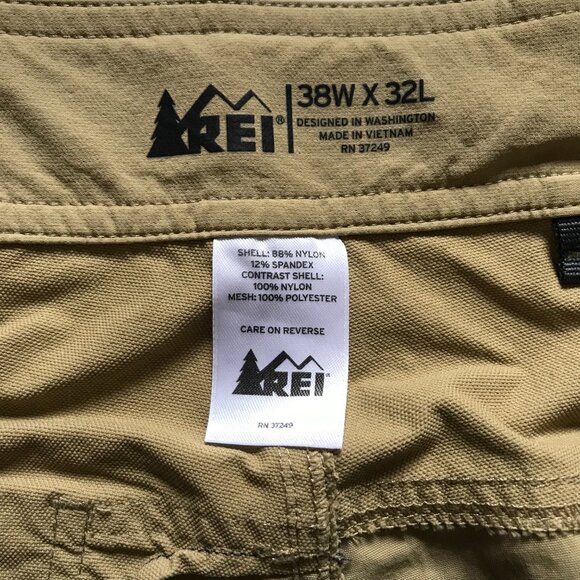 REI®
38W X 32L
DESIGNED IN WASHINGTON
MADE IN VIETNAM
RN 37249
SHELL: 88% NYLON
12% SPANDEX
CONTRAST SHELL:
100% NYLON
MESH: 100% POLYESTER
CARE ON REVERSE
REI®
RN 37249